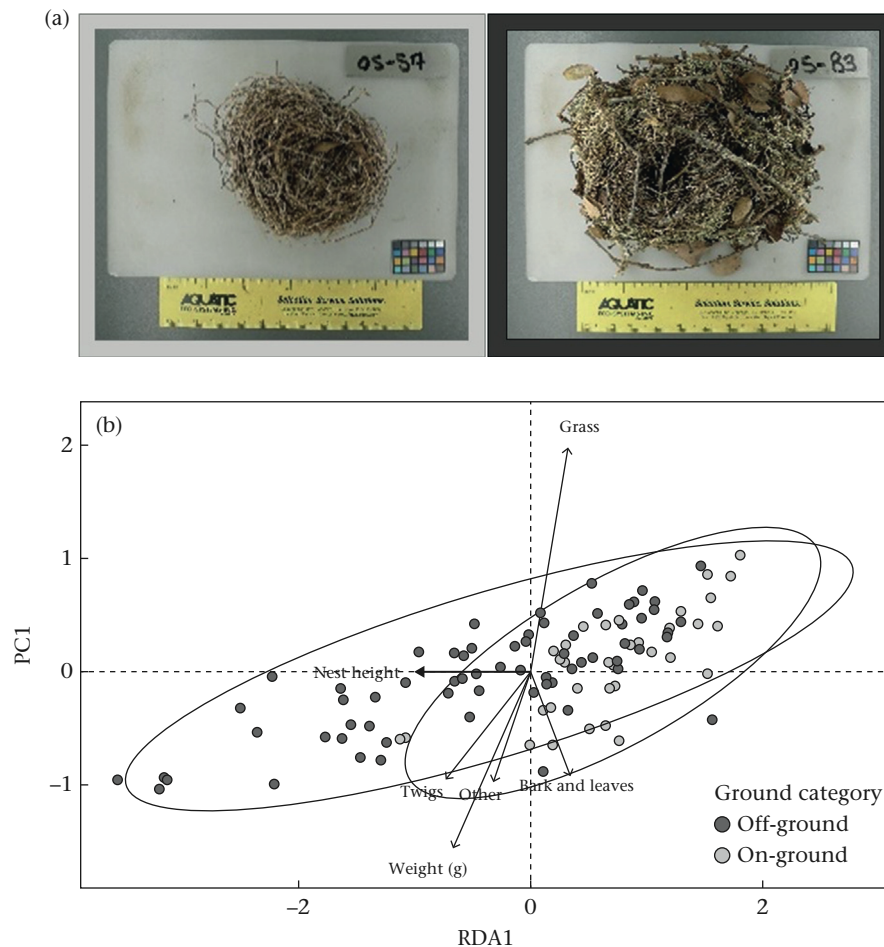 (a)
05-57
05-83
AQUATIC
AQUATIC
(b)
Grass
2
1
PC1
0
Nest height
−1
Twigs
Other
Bark and leaves
Weight (g)
Ground category
Off-ground
On-ground
−2
0
2
RDA1